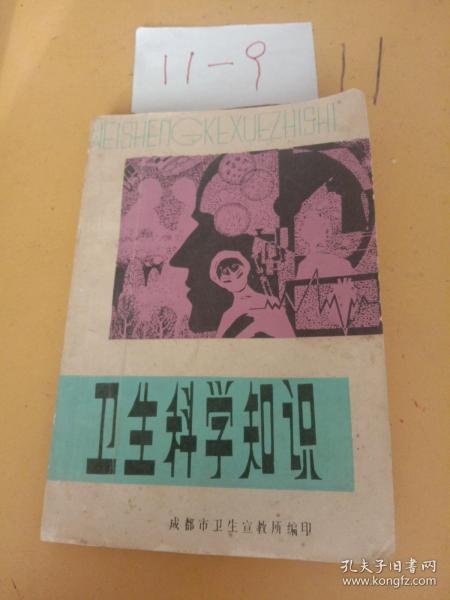 11-9
11
WEISHENGKEXUEZHISHI
卫生科学知识
成都市卫生宣教所编印
孔夫子旧书网
www.kongfz.com